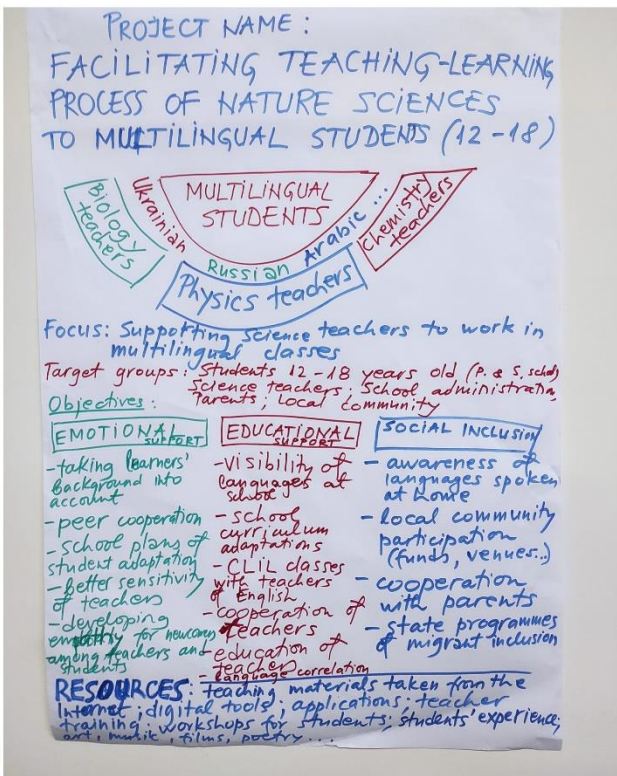 PROJECT NAME:
FACILITATING TEACHING-LEARNING
PROCESS OF NATURE SCIENCES
TO MULTILINGUAL STUDENTS (12-18)
Biology
teachers
Ukrainian
MULTILINGUAL
STUDENTS
Russian
Arabic ...
Chemistry
teachers
Physics teachers
Focus: Supporting science teachers to work in
multilingual classes
Target groups: Students 12-18 years old (P. & S. school)
Science teachers; School administration,
Parents; Local community
Objectives:
EMOTIONAL
SUPPORT
- taking learners'
background into
account
- peer cooperation
- school plans of
student adaptation
- better sensitivity
of teachers
- developing
empathy for newcomers
among teachers and
students
EDUCATIONAL
SUPPORT
- visibility of
languages at
school
- school
curriculum
adaptations
- CLIL classes
with teachers
of English
- cooperation of
teachers
- education of
teachers
- language correlation
SOCIAL INCLUSION
- awareness of
languages spoken
at home
- local community
participation
(funds, venues..)
- cooperation
with parents
- state programmes
of migrant inclusion
RESOURCES: teaching materials taken from the
Internet; digital tools; applications; teacher
training; workshops for students; students' experience;
art, musik, films, poetry...